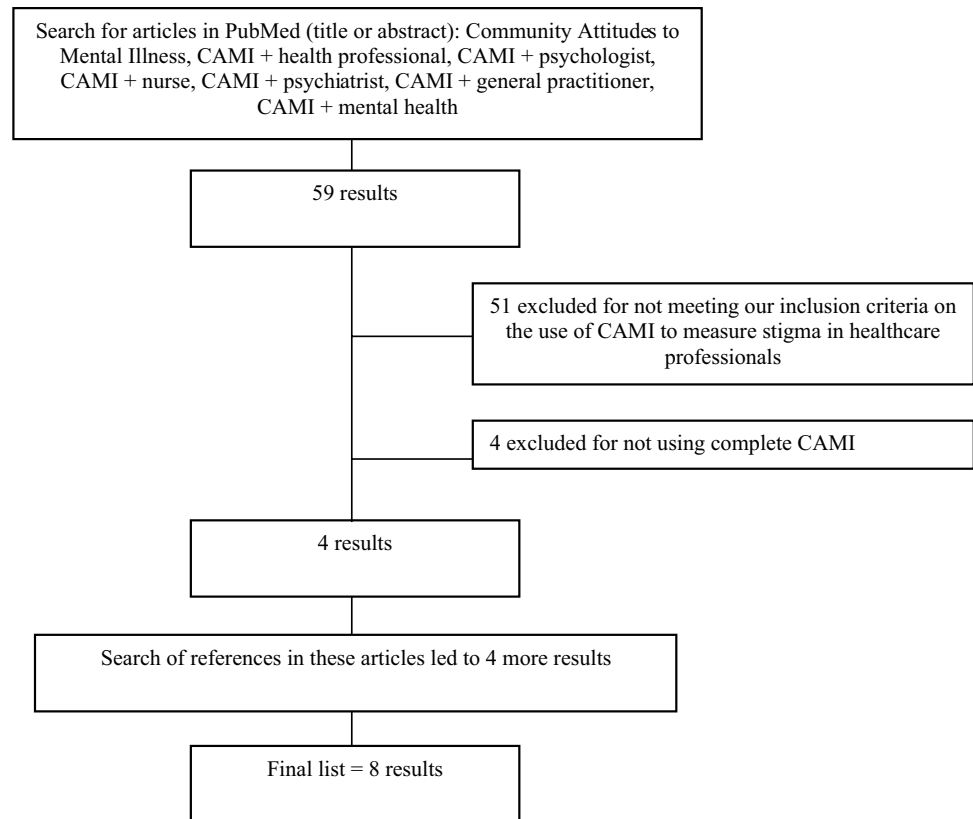 Search for articles in PubMed (title or abstract): Community Attitudes to
Mental Illness, CAMI + health professional, CAMI + psychologist,
CAMI + nurse, CAMI + psychiatrist, CAMI + general practitioner,
CAMI + mental health
59 results
51 excluded for not meeting our inclusion criteria on
the use of CAMI to measure stigma in healthcare
professionals
4 excluded for not using complete CAMI
4 results
Search of references in these articles led to 4 more results
Final list = 8 results